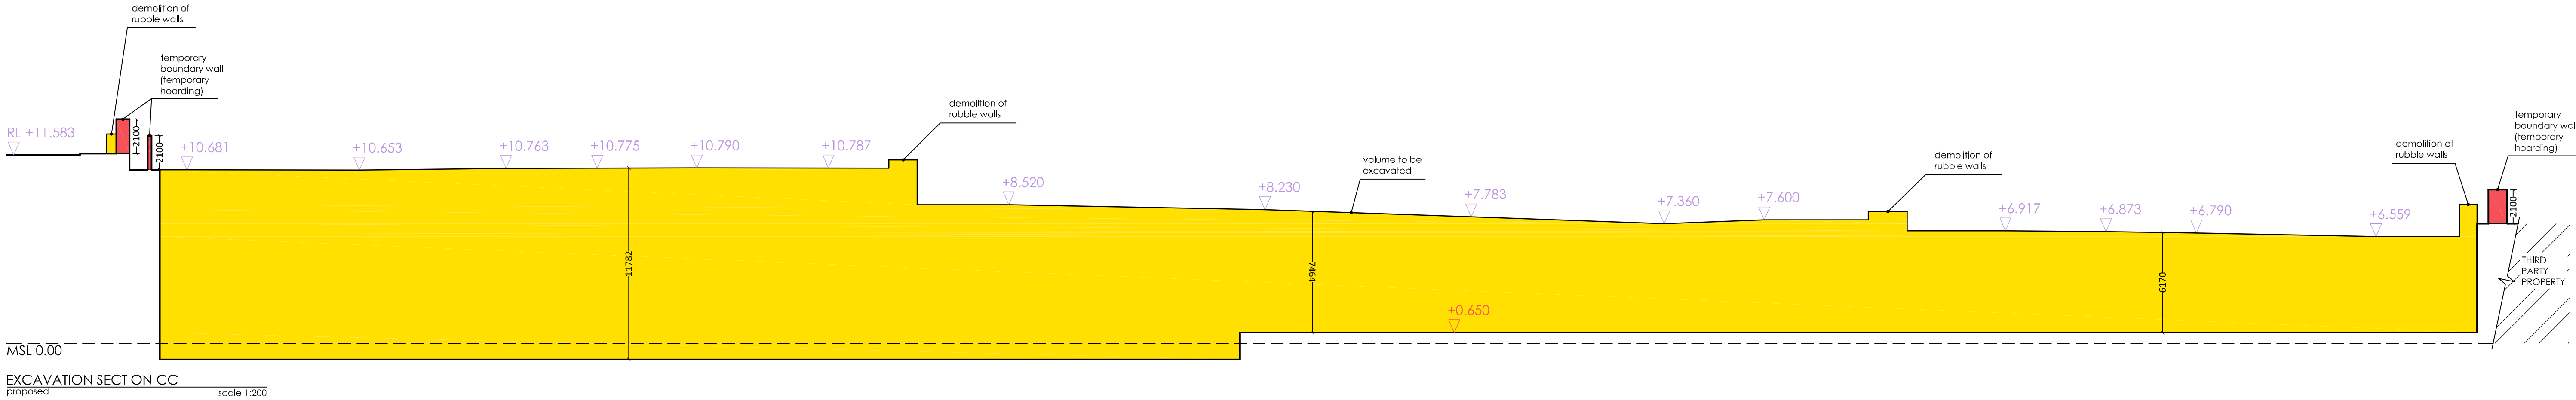 demolition of
rubble walls
temporary
boundary wall
(temporary
hoarding)
RL +11.583
2100
2100
+10.681
+10.653
+10.763
+10.775
+10.790
+10.787
demolition of
rubble walls
+8.520
+8.230
volume to be
excavated
+7.783
+7.360
+7.600
demolition of
rubble walls
+6.917
+6.873
+6.790
+6.559
demolition of
rubble walls
temporary
boundary wal
(temporary
hoarding)
2100
11782
7464
6170
+0.650
THIRD
PARTY
PROPERTY
MSL 0.00
EXCAVATION SECTION CC
proposed scale 1:200